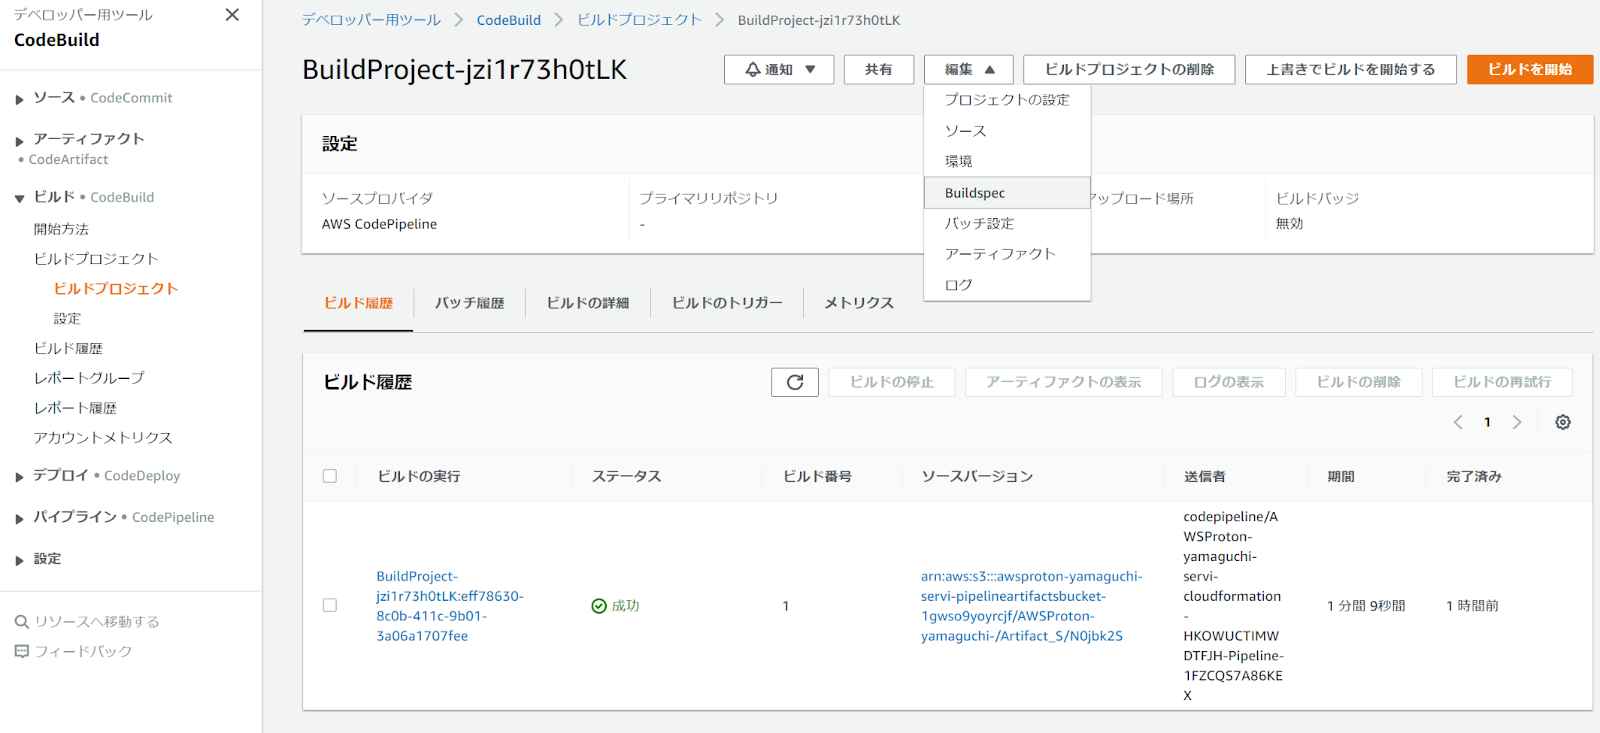 デベロッパー用ツール
CodeBuild
ソース • CodeCommit
アーティファクト
• CodeArtifact
ビルド • CodeBuild
開始方法
ビルドプロジェクト
ビルドプロジェクト
設定
ビルド履歴
レポートグループ
レポート履歴
アカウントメトリクス
デプロイ • CodeDeploy
パイプライン • CodePipeline
設定
リソースへ移動する
フィードバック
デベロッパー用ツール > CodeBuild > ビルドプロジェクト > BuildProject-jzi1r73h0tLK
BuildProject-jzi1r73h0tLK
通知 ▼ 共有 編集 ▲ ビルドプロジェクトの削除 上書きでビルドを開始する ビルドを開始
プロジェクトの設定
ソース
環境
Buildspec
バッチ設定
アーティファクト
ログ
設定
ソースプロバイダ プライマリリポジトリ アップロード場所 ビルドバッジ
AWS CodePipeline - 無効
ビルド履歴 バッチ履歴 ビルドの詳細 ビルドのトリガー メトリクス
ビルド履歴
ビルドの停止 アーティファクトの表示 ログの表示 ビルドの削除 ビルドの再試行
< 1 >
ビルドの実行 ステータス ビルド番号 ソースバージョン 送信者 期間 完了済み
BuildProject-
jzi1r73h0tLK:eff78630-
8c0b-411c-9b01-
3a06a1707fee
成功
1
arn:aws:s3:::awsproton-yamaguchi-
servi-pipelineartifactsbucket-
1gwso9yoyrcjf/AWSProton-
yamaguchi-/Artifact_S/N0jbk2S
codepipeline/A
WSProton-
yamaguchi-
servi-
cloudformation
-
HKOWUCTIMW
DTFJH-Pipeline-
1FZCQS7A86KE
X
1 分間 9秒間
1 時間前